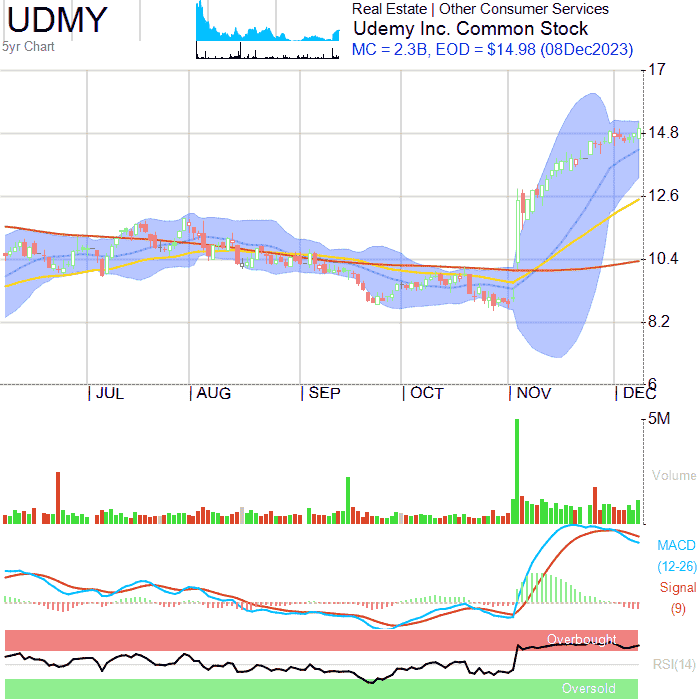 UDMY
5yr Chart
Real Estate | Other Consumer Services
Udemy Inc. Common Stock
MC = 2.3B, EOD = $14.98 (08Dec2023)
17
14.8
12.6
10.4
8.2
6
JUL AUG SEP OCT NOV DEC
5M
Volume
MACD
(12-26)
Signal
(9)
Overbought
RSI(14)
Oversold